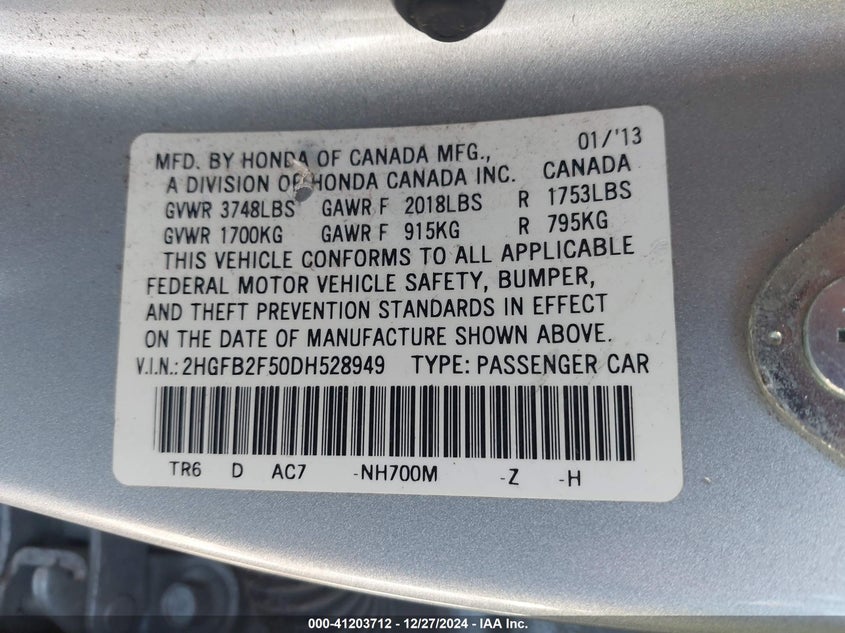 01/'13
MFD. BY HONDA OF CANADA MFG., CANADA
A DIVISION OF HONDA CANADA INC.
GVWR 3748LBS GAWR F 2018LBS R 1753LBS
GVWR 1700KG GAWR F 915KG R 795KG
THIS VEHICLE CONFORMS TO ALL APPLICABLE
FEDERAL MOTOR VEHICLE SAFETY, BUMPER,
AND THEFT PREVENTION STANDARDS IN EFFECT
ON THE DATE OF MANUFACTURE SHOWN ABOVE.
V.I.N.:2HGFB2F50DH528949 TYPE: PASSENGER CAR
TR6 D AC7 -NH700M -Z -H
000-41203712 - 12/27/2024 - IAA Inc.